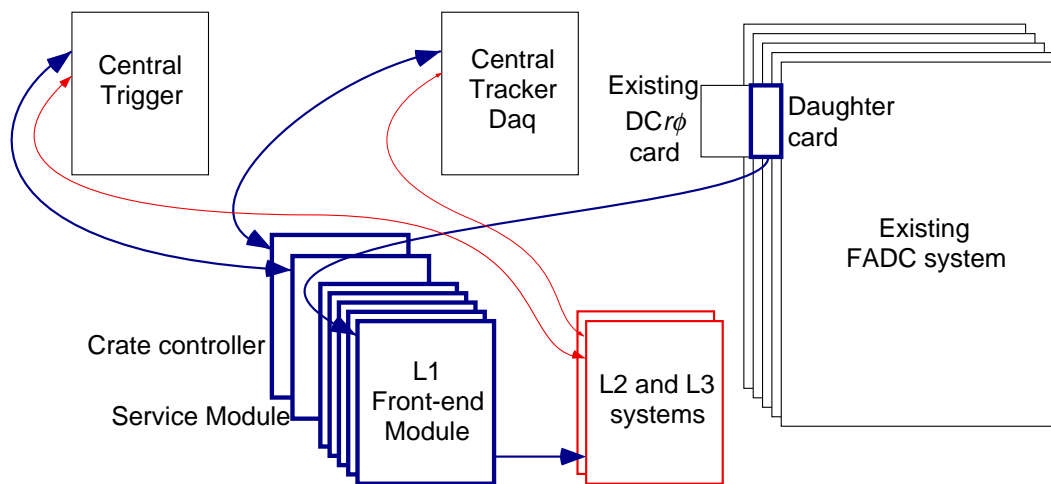 Central
Trigger
Central
Tracker
Daq
Existing
DCrϕ
card
Daughter
card
Existing
FADC system
Crate controller
Service Module
L1
Front-end
Module
L2 and L3
systems